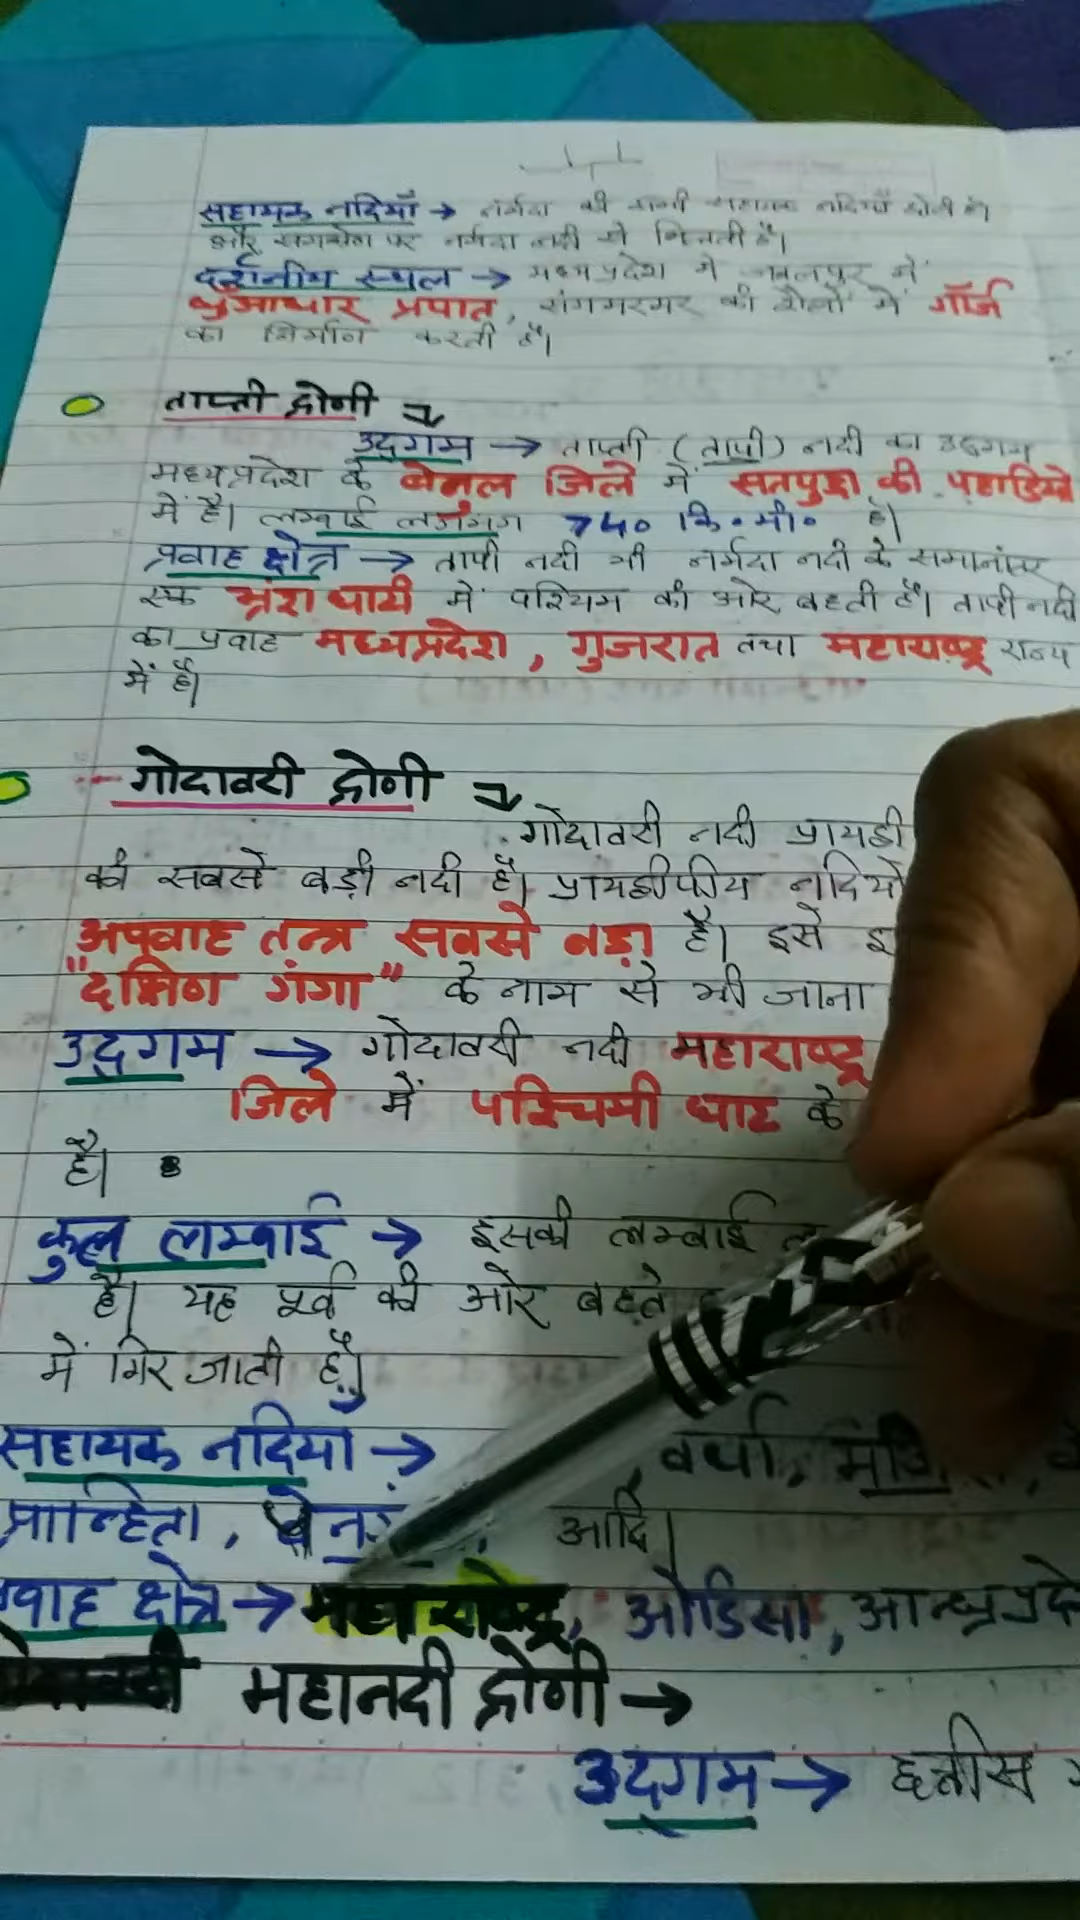 सहायक नदियाँ → नर्मदा की सभी सहायक नदियाँ छोटी है।
और समकोण पर नर्मदा नदी से मिलती है।
दर्शनीय स्थल → मध्यप्रदेश में जबलपुर में
धुआंधार प्रपात, संगमरमर की शैलों में गॉर्ज
का निर्माण करती है।
ताप्ती द्रोणी
उद्गम → ताप्ती (तापी) नदी का उद्गम
मध्यप्रदेश के बेतुल जिले में सतपुड़ा की पहाडियो
में है। लम्बाई लगभग 740 कि॰मी॰ है।
प्रवाह क्षेत्र → तापी नदी भी नर्मदा नदी के समानांतर
एक भ्रंश घाटी में पश्चिम की ओर बहती है। तापी नदी
का प्रवाह मध्यप्रदेश, गुजरात तथा महाराष्ट्र राज्य
में है।
गोदावरी द्रोणी
गोदावरी नदी प्रायद्वी
की सबसे बड़ी नदी है। प्रायद्वीपीय नदियों
अपवाह तन्त्र सबसे बड़ा है। इसे
"दक्षिण गंगा" के नाम से भी जाना
उद्गम → गोदावरी नदी महाराष्ट्र
जिले में पश्चिमी घाट के
है।
कुल लम्बाई → इसकी लम्बाई
है। यह पूर्व की ओर बहते
में गिर जाती है।
सहायक नदियाँ → वर्धा,
प्रान्हिता, आदि।
प्रवाह क्षेत्र → महाराष्ट्र, ओडिसा, आन्ध्रप्रदे
महानदी द्रोणी →
उद्गम → छत्तीस